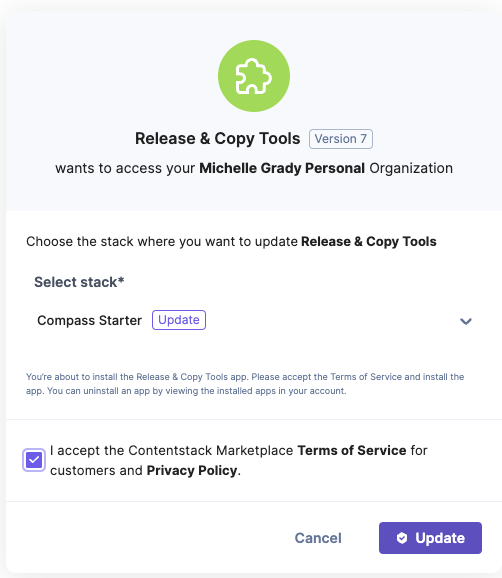 Release & Copy Tools Version 7
wants to access your Michelle Grady Personal Organization
Choose the stack where you want to update Release & Copy Tools
Select stack*
Compass Starter Update
You're about to install the Release & Copy Tools app. Please accept the Terms of Service and install the
app. You can uninstall an app by viewing the installed apps in your account.
I accept the Contentstack Marketplace Terms of Service for
customers and Privacy Policy.
Cancel Update